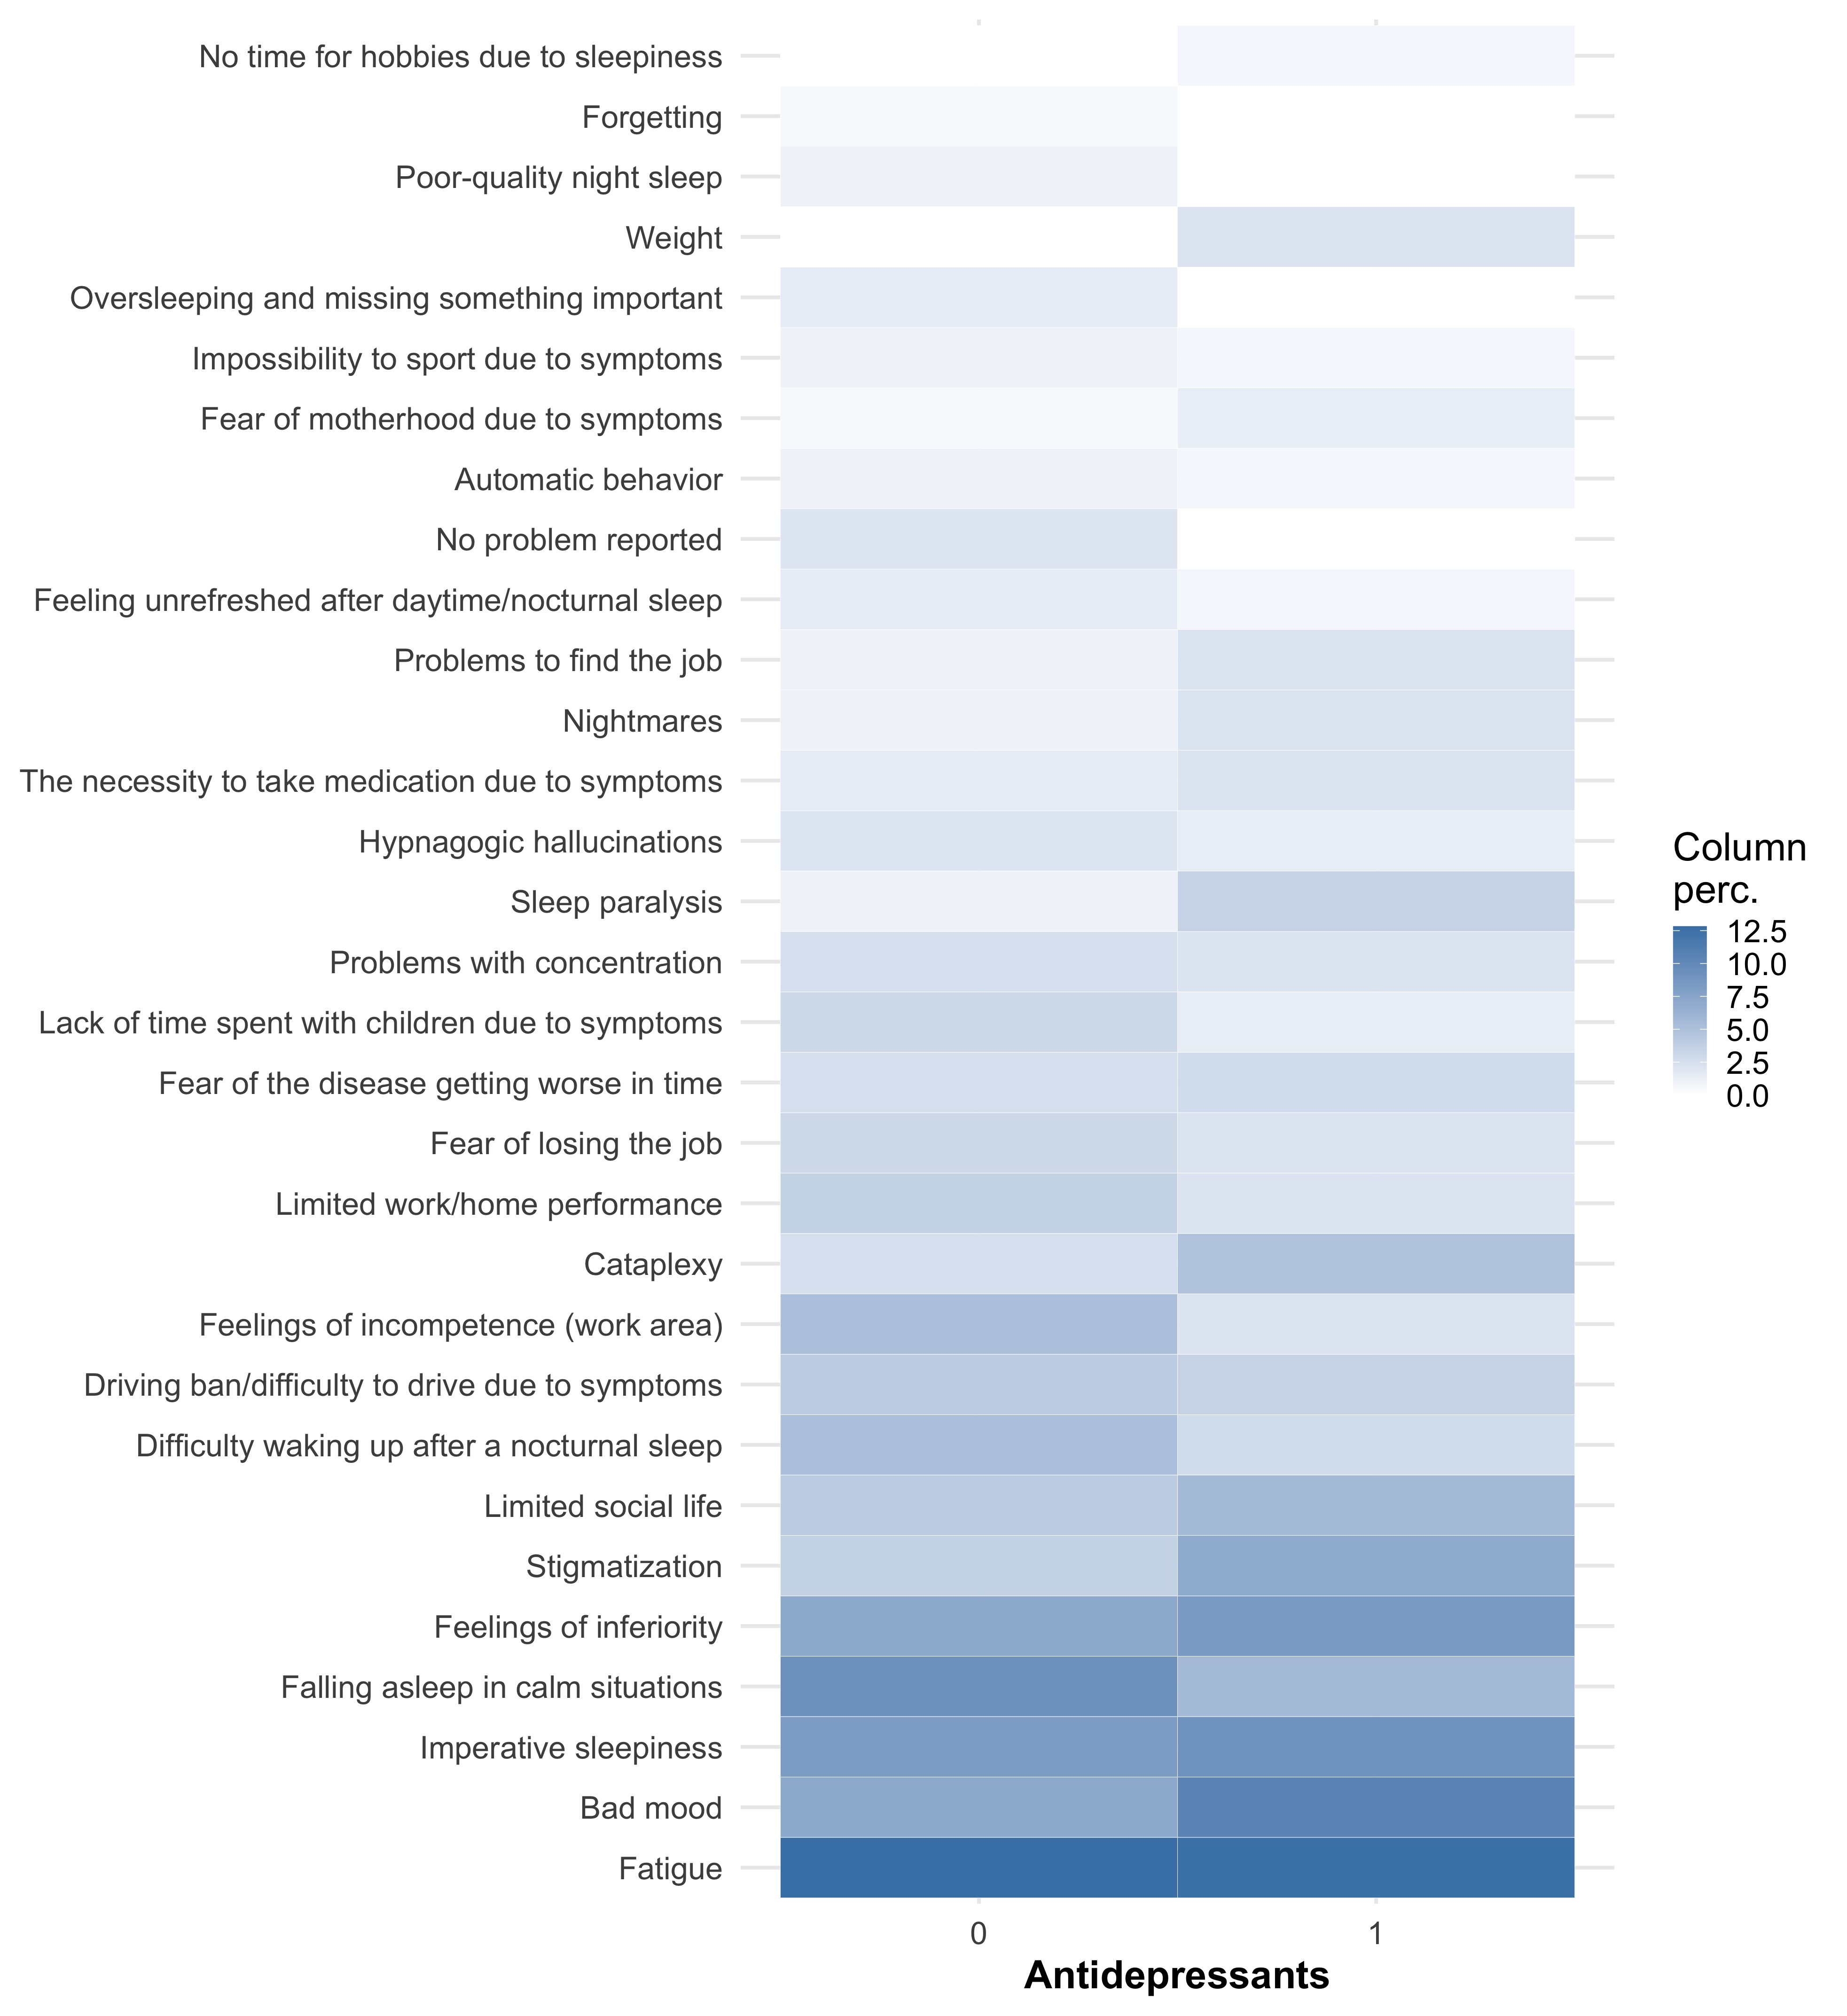 No time for hobbies due to sleepiness
Forgetting
Poor-quality night sleep
Weight
Oversleeping and missing something important
Impossibility to sport due to symptoms
Fear of motherhood due to symptoms
Automatic behavior
No problem reported
Feeling unrefreshed after daytime/nocturnal sleep
Problems to find the job
Nightmares
The necessity to take medication due to symptoms
Hypnagogic hallucinations
Sleep paralysis
Problems with concentration
Lack of time spent with children due to symptoms
Fear of the disease getting worse in time
Fear of losing the job
Limited work/home performance
Cataplexy
Feelings of incompetence (work area)
Driving ban/difficulty to drive due to symptoms
Difficulty waking up after a nocturnal sleep
Limited social life
Stigmatization
Feelings of inferiority
Falling asleep in calm situations
Imperative sleepiness
Bad mood
Fatigue
0 1
Antidepressants
Column
perc.
12.5
10.0
7.5
5.0
2.5
0.0